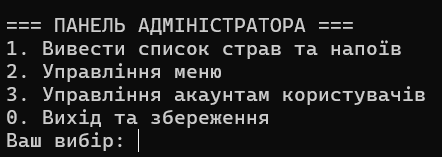 === ПАНЕЛЬ АДМІНІСТРАТОРА ===
1. Вивести список страв та напоїв
2. Управління меню
3. Управління акаунтам користувачів
0. Вихід та збереження
Ваш вибір: